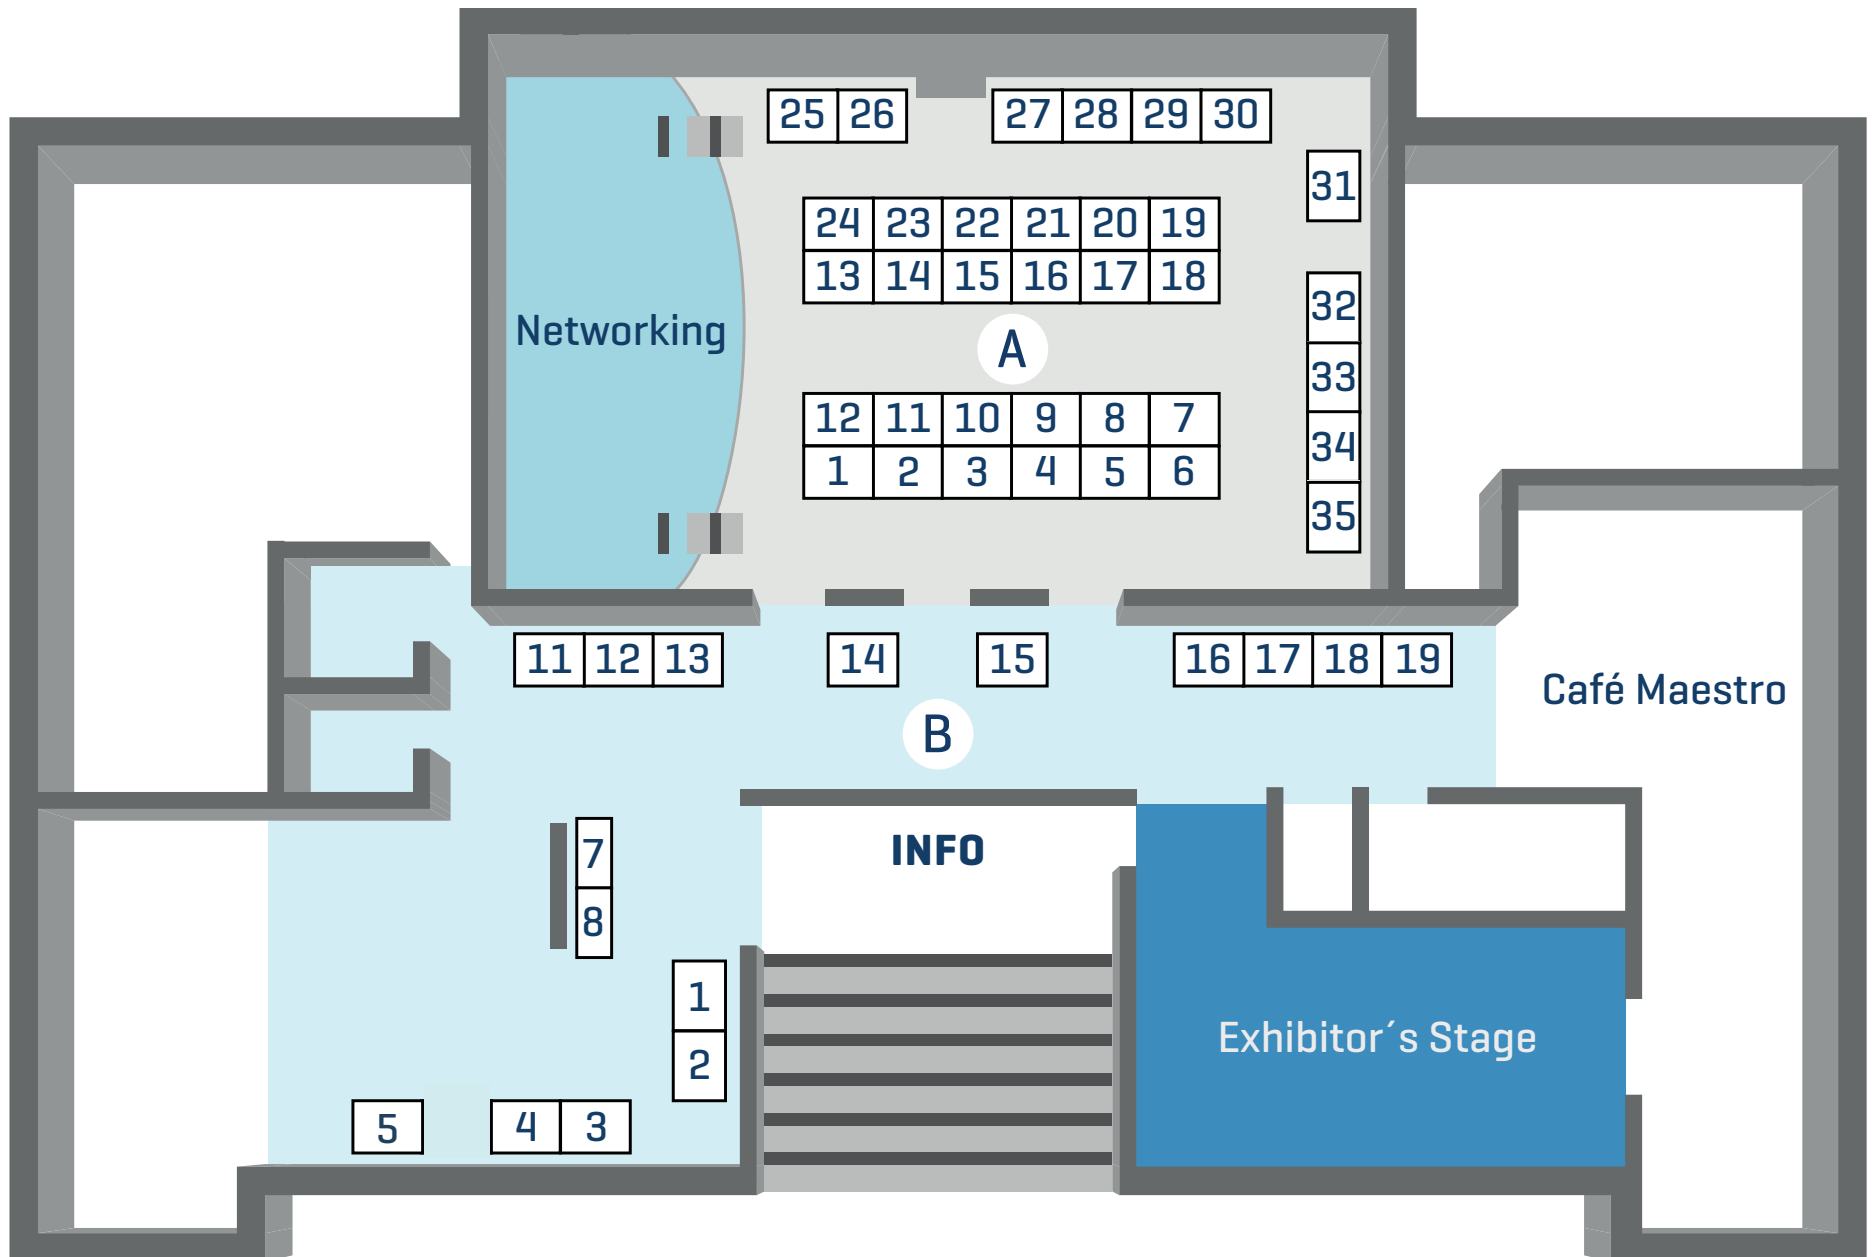 25 26 27 28 29 30
31
24 23 22 21 20 19
13 14 15 16 17 18
32
Networking
A
33
12 11 10 9 8 7
34
1 2 3 4 5 6
35
11 12 13 14 15 16 17 18 19
Café Maestro
B
7
INFO
8
1
Exhibitor´s Stage
2
5 4 3